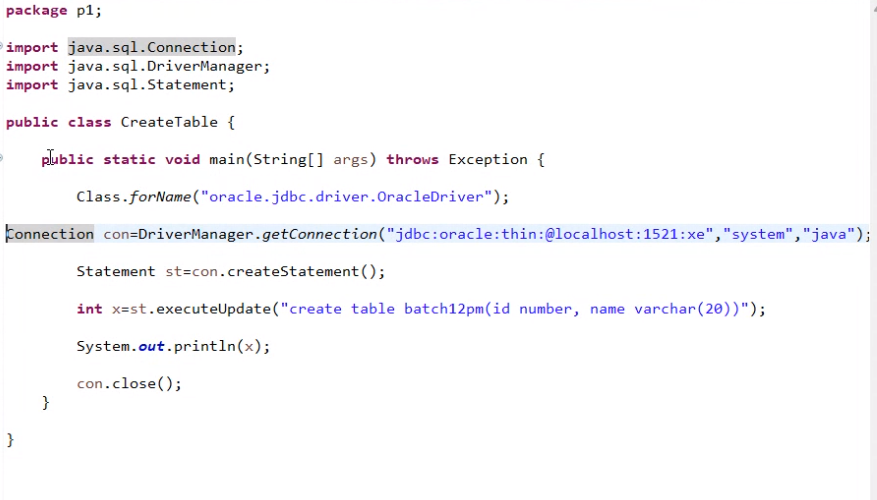 package p1;
import java.sql.Connection;
import java.sql.DriverManager;
import java.sql.Statement;
public class CreateTable {
public static void main(String[] args) throws Exception {
Class.forName("oracle.jdbc.driver.OracleDriver");
Connection con=DriverManager.getConnection("jdbc:oracle:thin:@localhost:1521:xe","system","java");
Statement st=con.createStatement();
int x=st.executeUpdate("create table batch12pm(id number, name varchar(20))");
System.out.println(x);
con.close();
}
}